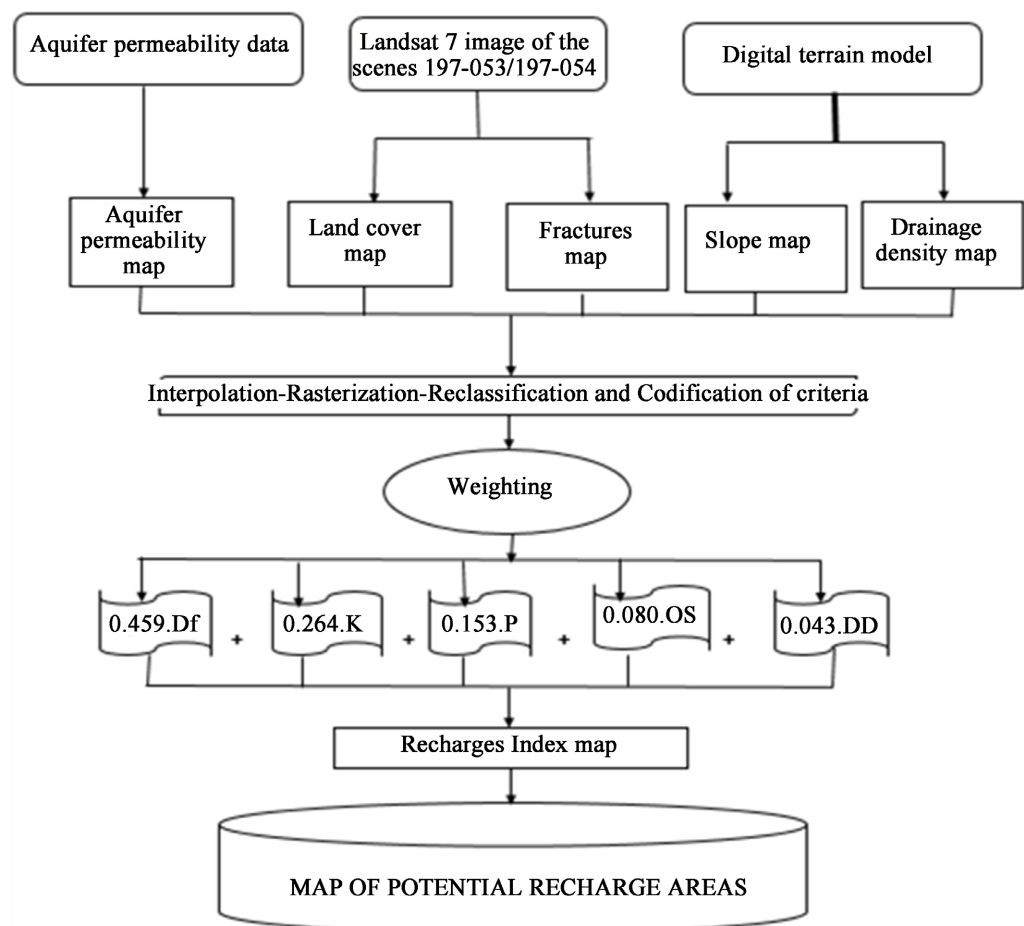 Aquifer permeability data
Landsat 7 image of the
scenes 197-053/197-054
Digital terrain model
Aquifer
permeability
map
Land cover
map
Fractures
map
Slope map
Drainage
density map
Interpolation-Rasterization-Reclassification and Codification of criteria
Weighting
0.459.Df + 0.264.K + 0.153.P + 0.080.OS + 0.043.DD
Recharges Index map
MAP OF POTENTIAL RECHARGE AREAS